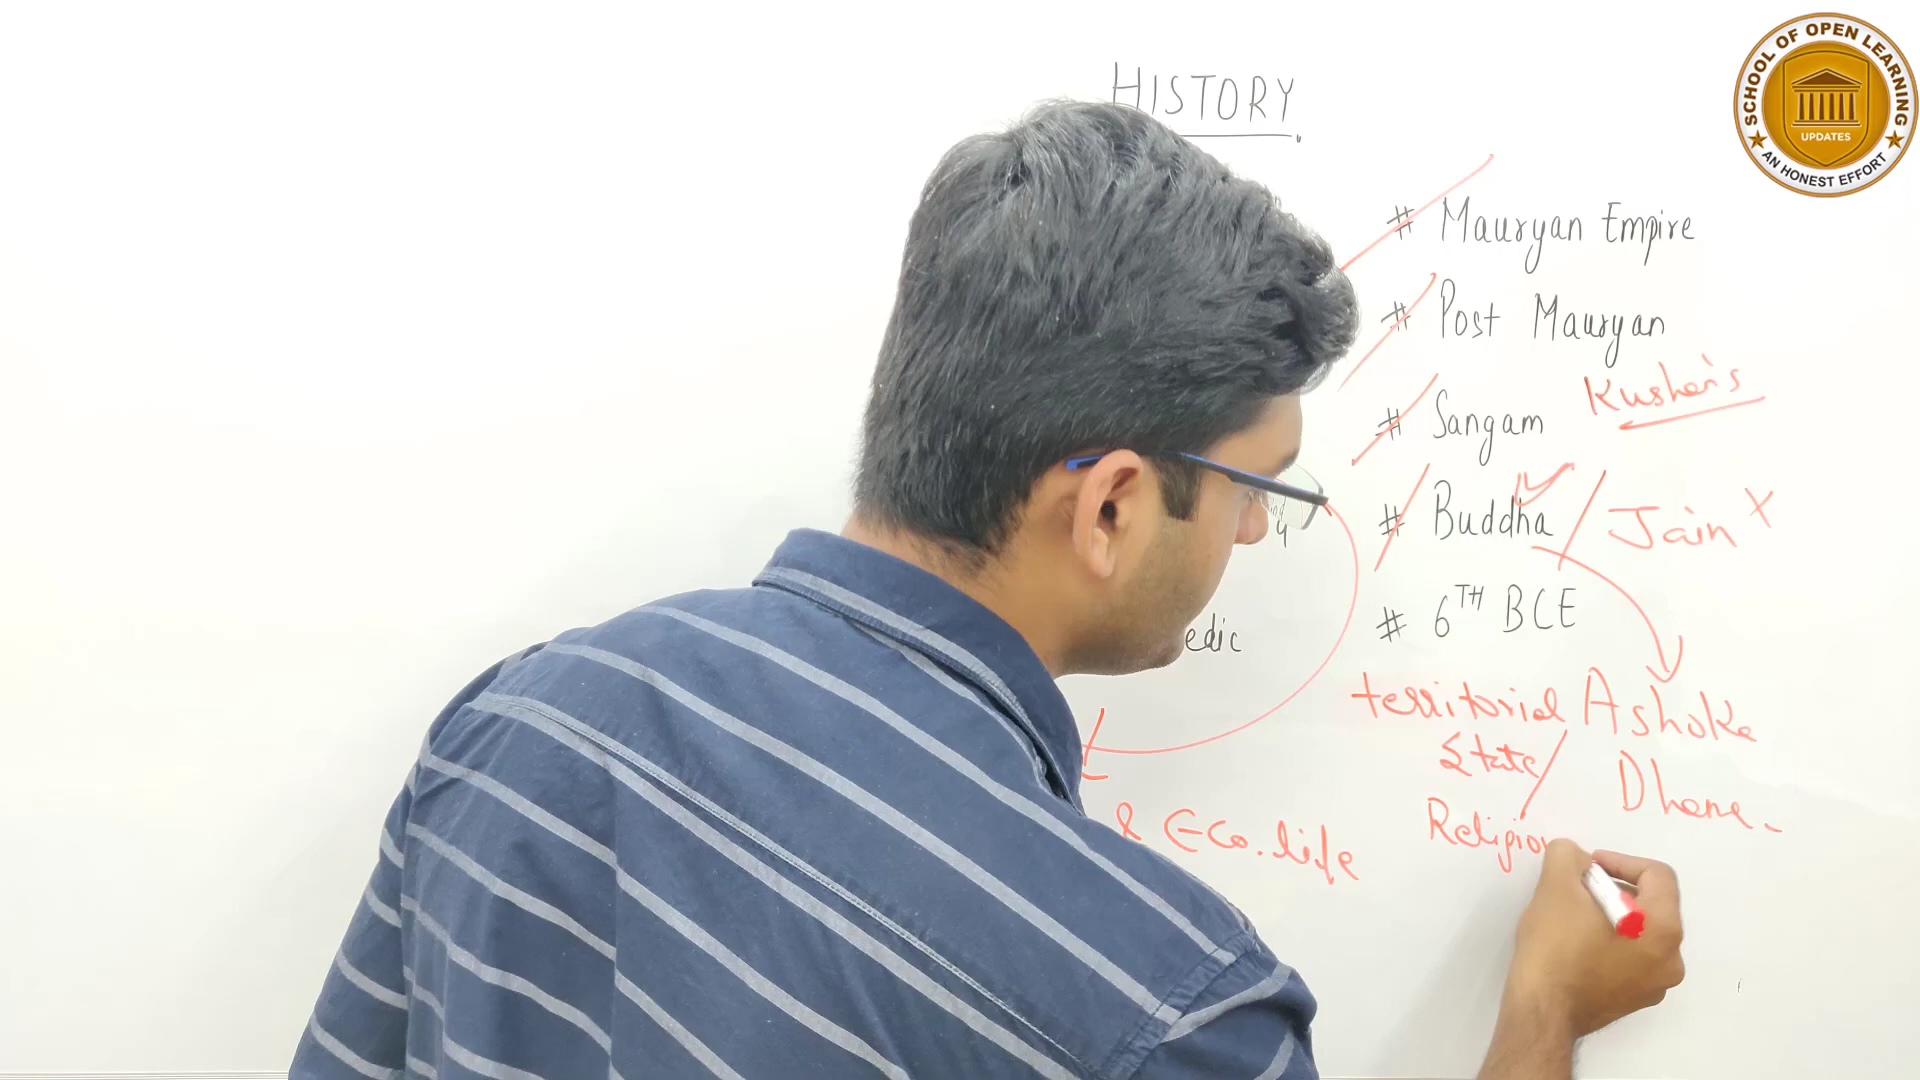 SCHOOL OF OPEN LEARNING
UPDATES
AN HONEST EFFORT
HISTORY
# Mauryan Empire
# Post Mauryan
Kushan's
# Sangam
# Buddha / Jain X
# 6TH BCE
edic
territorial Ashoka
State/ Dhama
Religion
& Eco. life